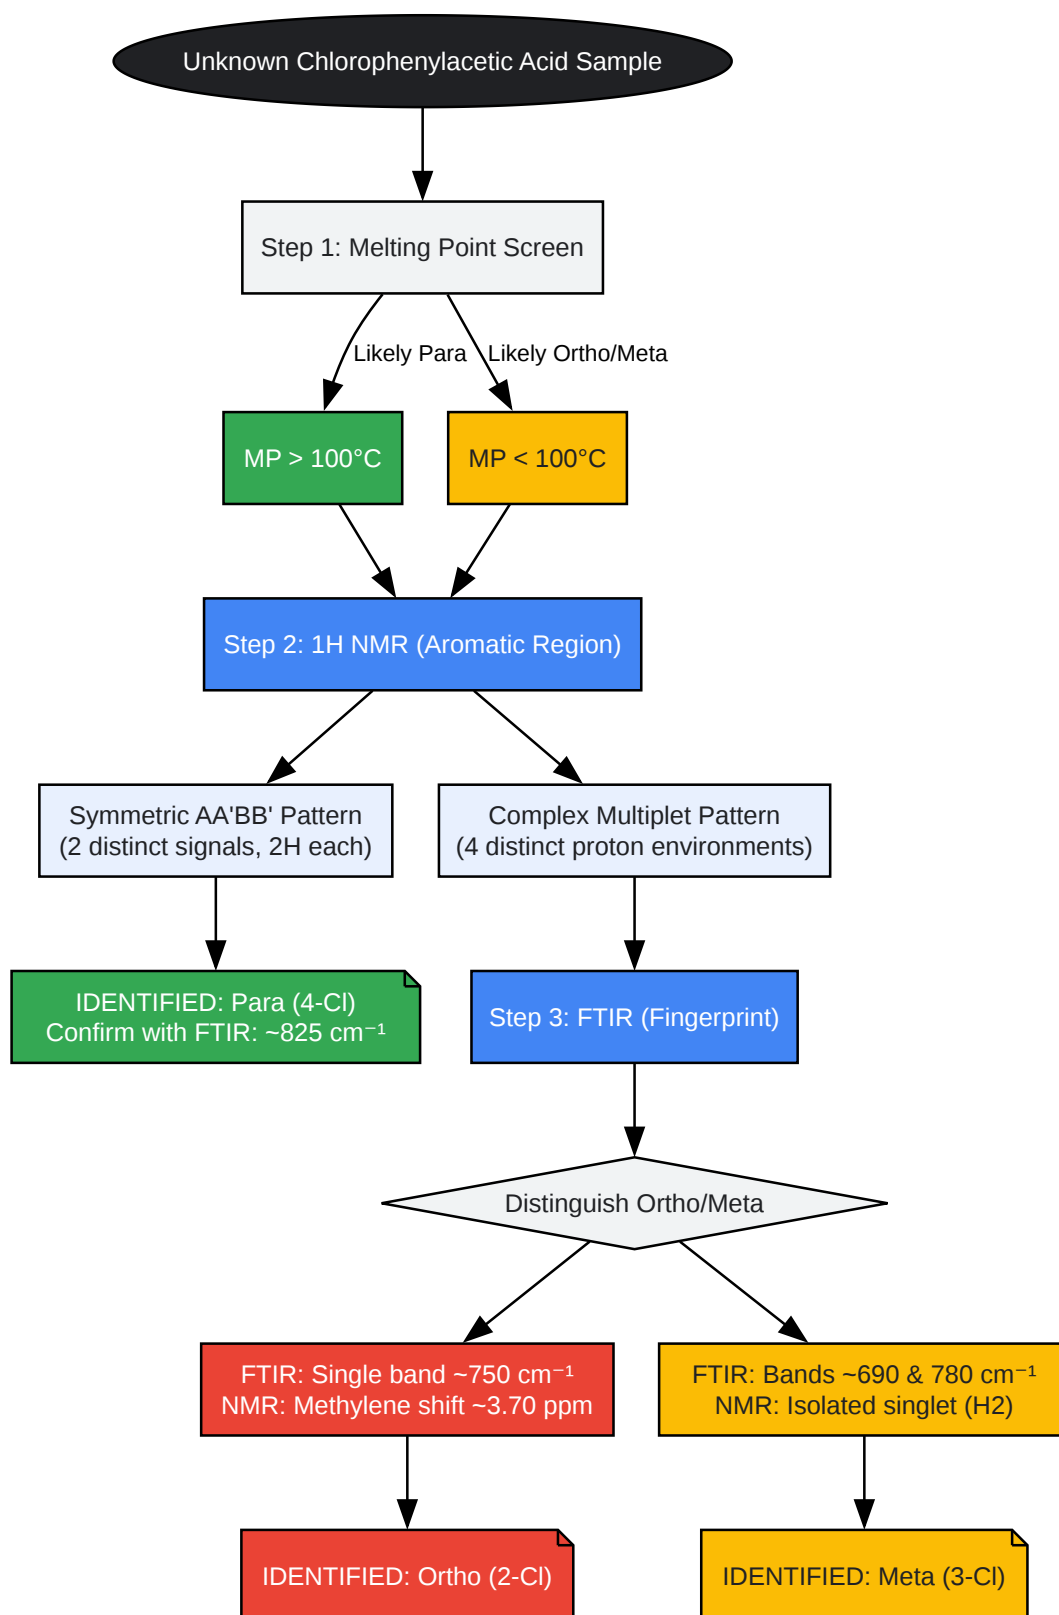 Unknown Chlorophenylacetic Acid Sample
Step 1: Melting Point Screen
Likely Para
Likely Ortho/Meta
MP > 100°C
MP < 100°C
Step 2: 1H NMR (Aromatic Region)
Symmetric AA'BB' Pattern
(2 distinct signals, 2H each)
Complex Multiplet Pattern
(4 distinct proton environments)
IDENTIFIED: Para (4-Cl)
Confirm with FTIR: ~825 cm⁻¹
Step 3: FTIR (Fingerprint)
Distinguish Ortho/Meta
FTIR: Single band ~750 cm⁻¹
NMR: Methylene shift ~3.70 ppm
FTIR: Bands ~690 & 780 cm⁻¹
NMR: Isolated singlet (H2)
IDENTIFIED: Ortho (2-Cl)
IDENTIFIED: Meta (3-Cl)